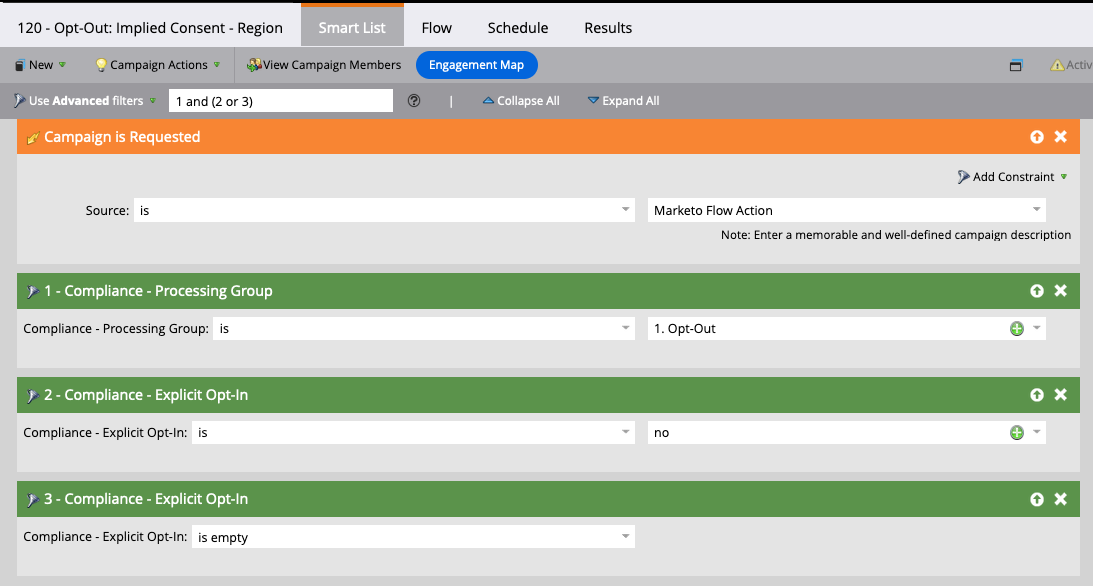 120 - Opt-Out: Implied Consent - Region Smart List Flow Schedule Results
New Campaign Actions View Campaign Members Engagement Map Activ
Use Advanced filters 1 and (2 or 3) ? | Collapse All Expand All
Campaign is Requested
Add Constraint
Source: is Marketo Flow Action
Note: Enter a memorable and well-defined campaign description
1 - Compliance - Processing Group
Compliance - Processing Group: is 1. Opt-Out
2 - Compliance - Explicit Opt-In
Compliance - Explicit Opt-In: is no
3 - Compliance - Explicit Opt-In
Compliance - Explicit Opt-In: is empty